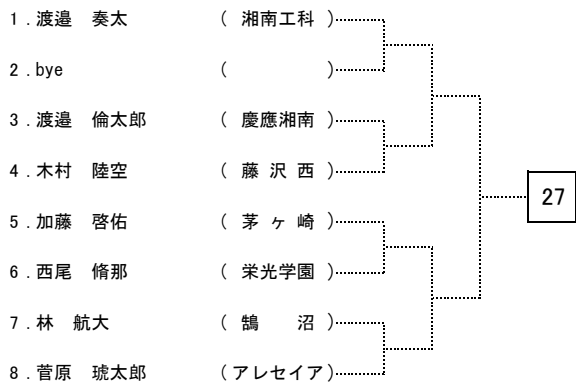 1 . 渡邉　奏太　（ 湘南工科 ）
2 . bye　（　　　　）
3 . 渡邉　倫太郎　（ 慶應湘南 ）
4 . 木村　陸空　（ 藤 沢 西 ）
5 . 加藤　啓佑　（ 茅 ヶ 崎 ）
6 . 西尾　脩那　（ 栄光学園 ）
7 . 林　航大　（ 鵠　　沼 ）
8 . 菅原　琥太郎　（アレセイア）
27